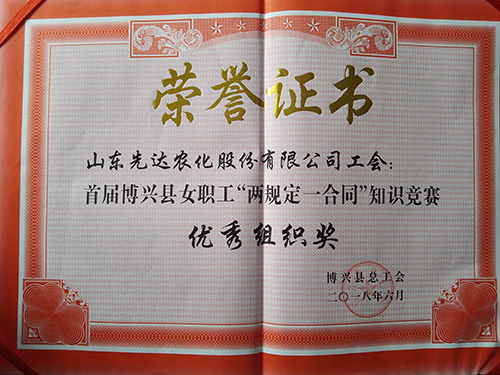 荣誉证书
山东先达农化股份有限公司工会：
首届博兴县女职工“两规定一合同”知识竞赛
优秀组织奖
博兴县总工会
二〇一八年六月